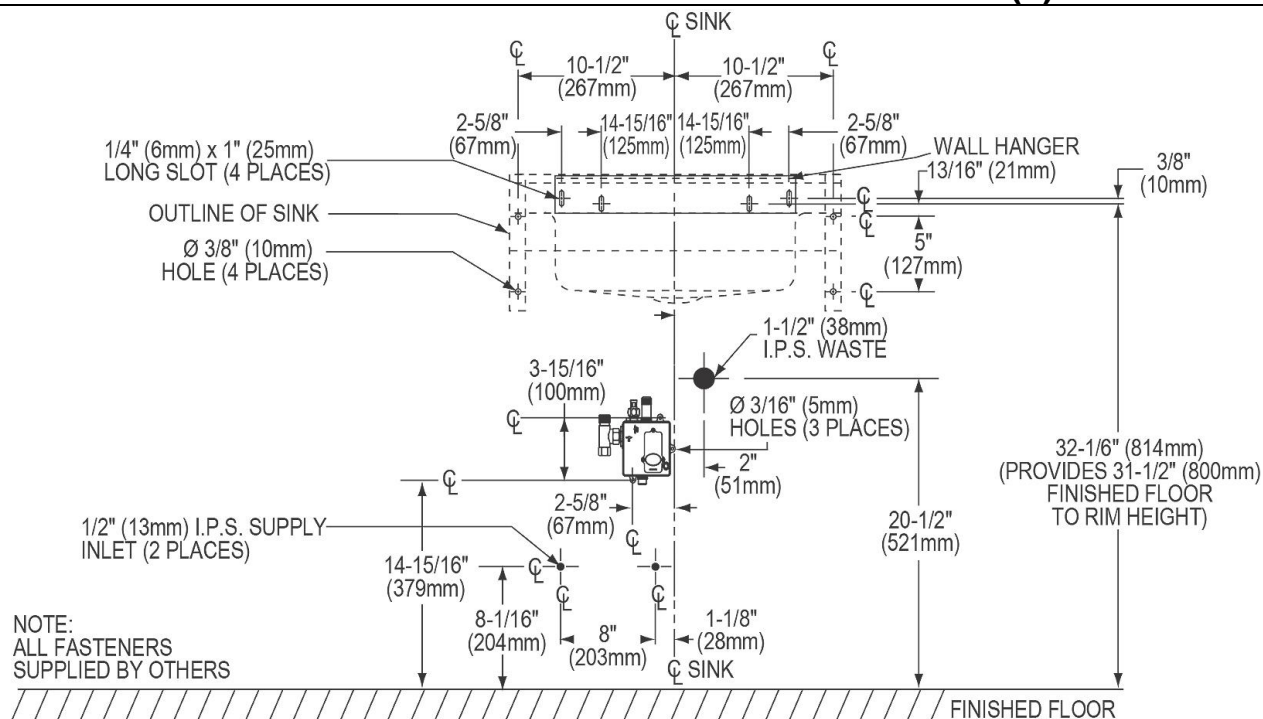 ℄ SINK
℄
℄
10-1/2"
(267mm)
10-1/2"
(267mm)
2-5/8"
(67mm)
14-15/16"
(125mm)
14-15/16"
(125mm)
2-5/8"
(67mm)
WALL HANGER
13/16" (21mm)
3/8"
(10mm)
1/4" (6mm) x 1" (25mm)
LONG SLOT (4 PLACES)
℄
OUTLINE OF SINK
℄
Ø 3/8" (10mm)
HOLE (4 PLACES)
5"
(127mm)
℄
1-1/2" (38mm)
I.P.S. WASTE
3-15/16"
(100mm)
℄
Ø 3/16" (5mm)
HOLES (3 PLACES)
32-1/6" (814mm)
(PROVIDES 31-1/2" (800mm)
FINISHED FLOOR
TO RIM HEIGHT)
2"
(51mm)
℄
2-5/8"
(67mm)
20-1/2"
(521mm)
1/2" (13mm) I.P.S. SUPPLY
INLET (2 PLACES)
℄
14-15/16"
(379mm)
℄
℄
℄
8-1/16"
(204mm)
8"
(203mm)
1-1/8"
(28mm)
NOTE:
ALL FASTENERS
SUPPLIED BY OTHERS
℄ SINK
FINISHED FLOOR